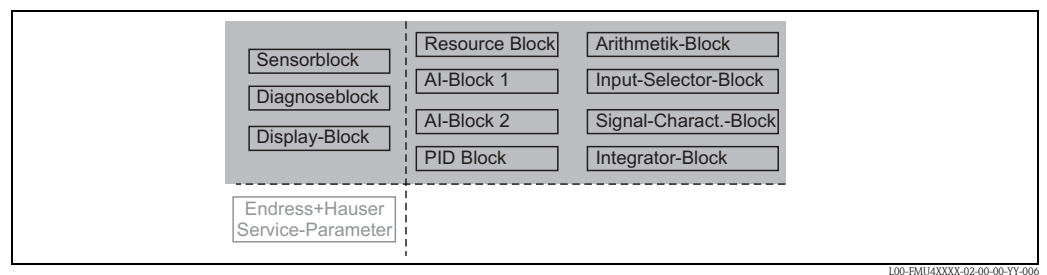 Sensorblock
Diagnoseblock
Display-Block
Resource Block
AI-Block 1
AI-Block 2
PID Block
Arithmetik-Block
Input-Selector-Block
Signal-Charact.-Block
Integrator-Block
Endress+Hauser
Service-Parameter
L00-FMU4XXXX-02-00-00-YY-006